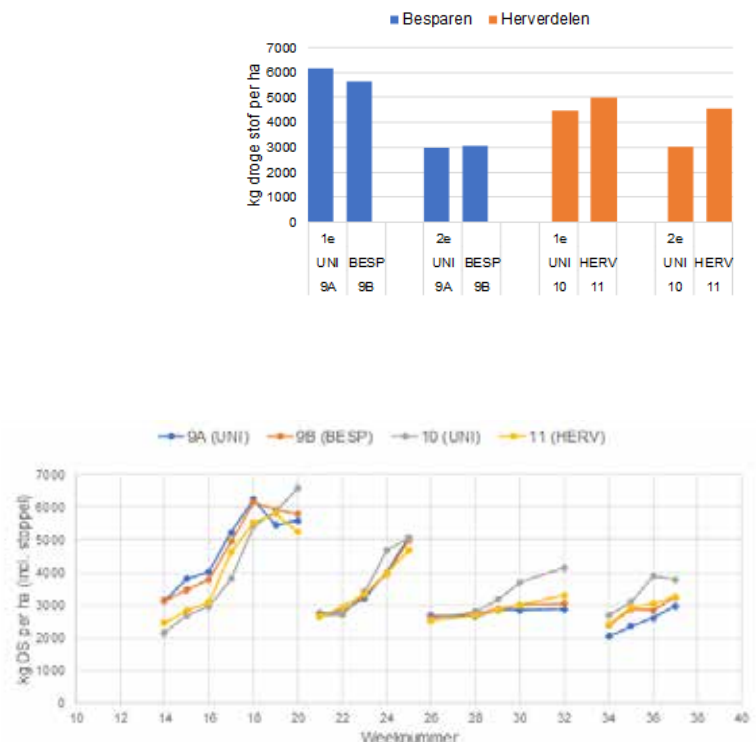 Besparen Herverdelen
kg droge stof per ha
7000
6000
5000
4000
3000
2000
1000
0
1e 2e 1e 2e
UNI BESP UNI BESP UNI HERV UNI HERV
9A 9B 9A 9B 10 11 10 11
9A (UNI) 9B (BESP) 10 (UNI) 11 (HERV)
kg DS per ha (incl. stoppel)
7000
6000
5000
4000
3000
2000
1000
0
10 12 14 16 18 20 22 24 26 28 30 32 34 36 38 40
Weeknummer